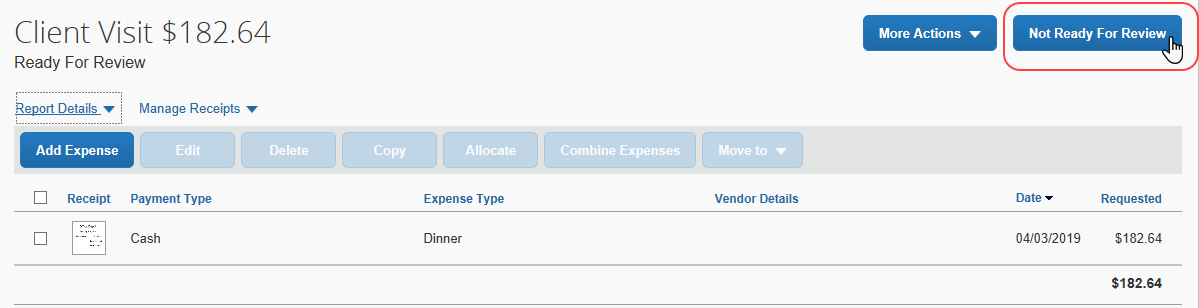 Client Visit $182.64
More Actions
Not Ready For Review
Ready For Review
Report Details
Manage Receipts
Add Expense
Edit
Delete
Copy
Allocate
Combine Expenses
Move to
Receipt
Payment Type
Expense Type
Vendor Details
Date
Requested
Cash
Dinner
04/03/2019
$182.64
$182.64